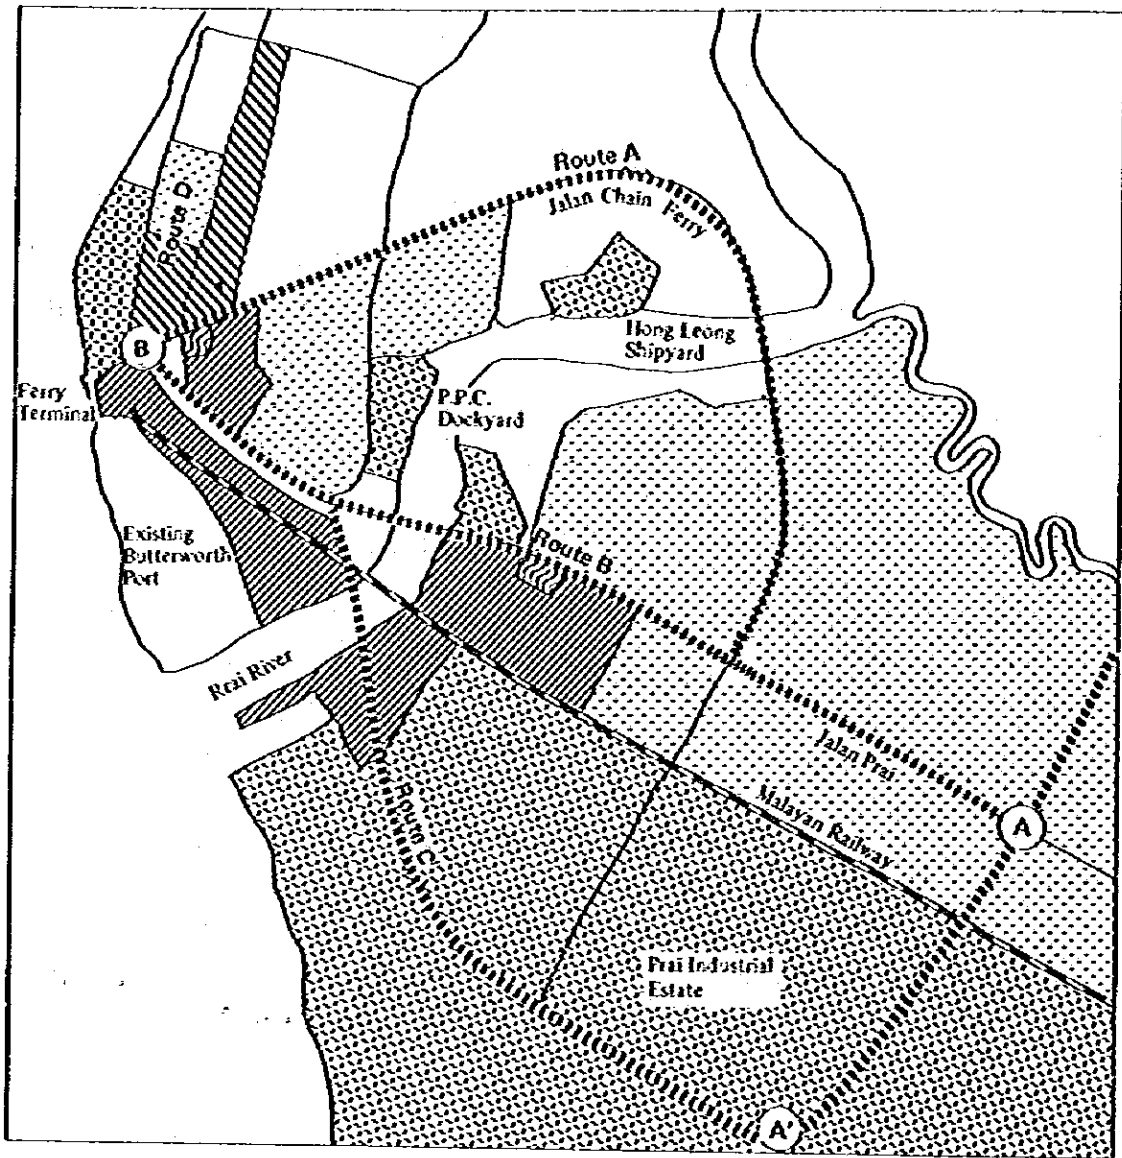 Route A
Jalan Chain Ferry
Route D
B
Hong Leong
Shipyard
Ferry
Terminal
P.P.C.
Dockyard
Existing
Butterworth
Port
Route B
Rrai River
Jalan Prai
Malayan Railway
A
Route C
Prai Industrial
Estate
A'